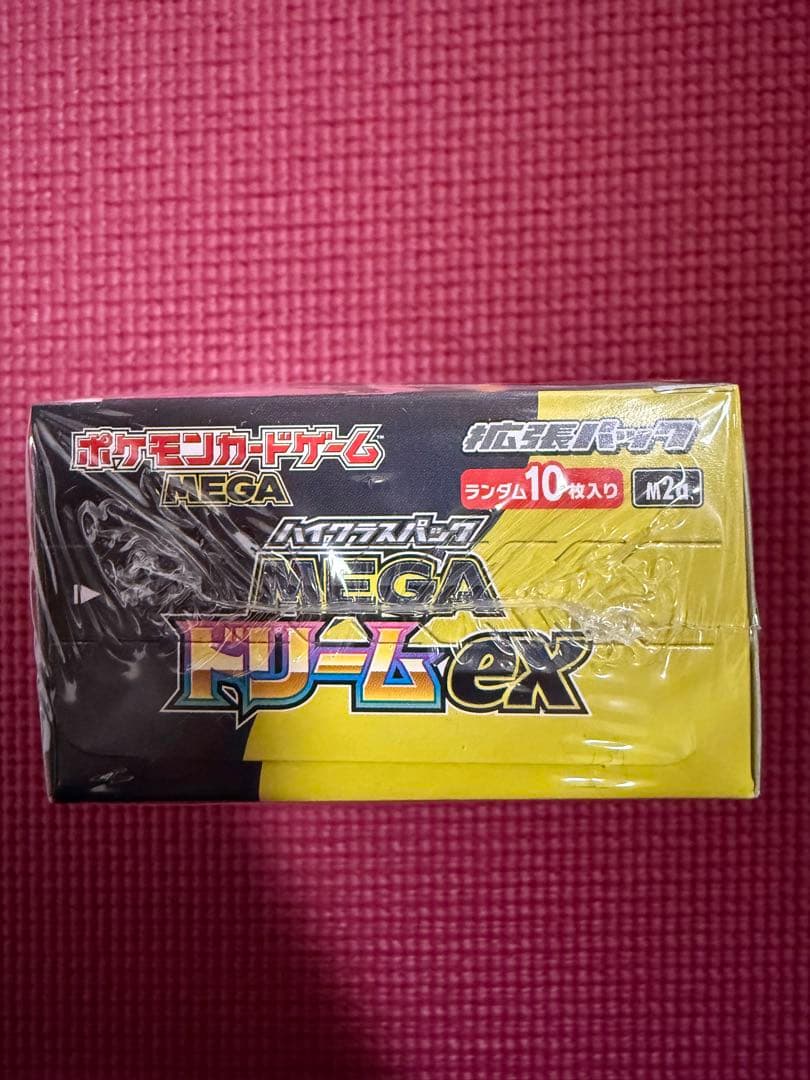 ポケモンカードゲーム
MEGA
拡張パック
ランダム10枚入り
M2a
ハイクラスパック
MEGA
ドリームex